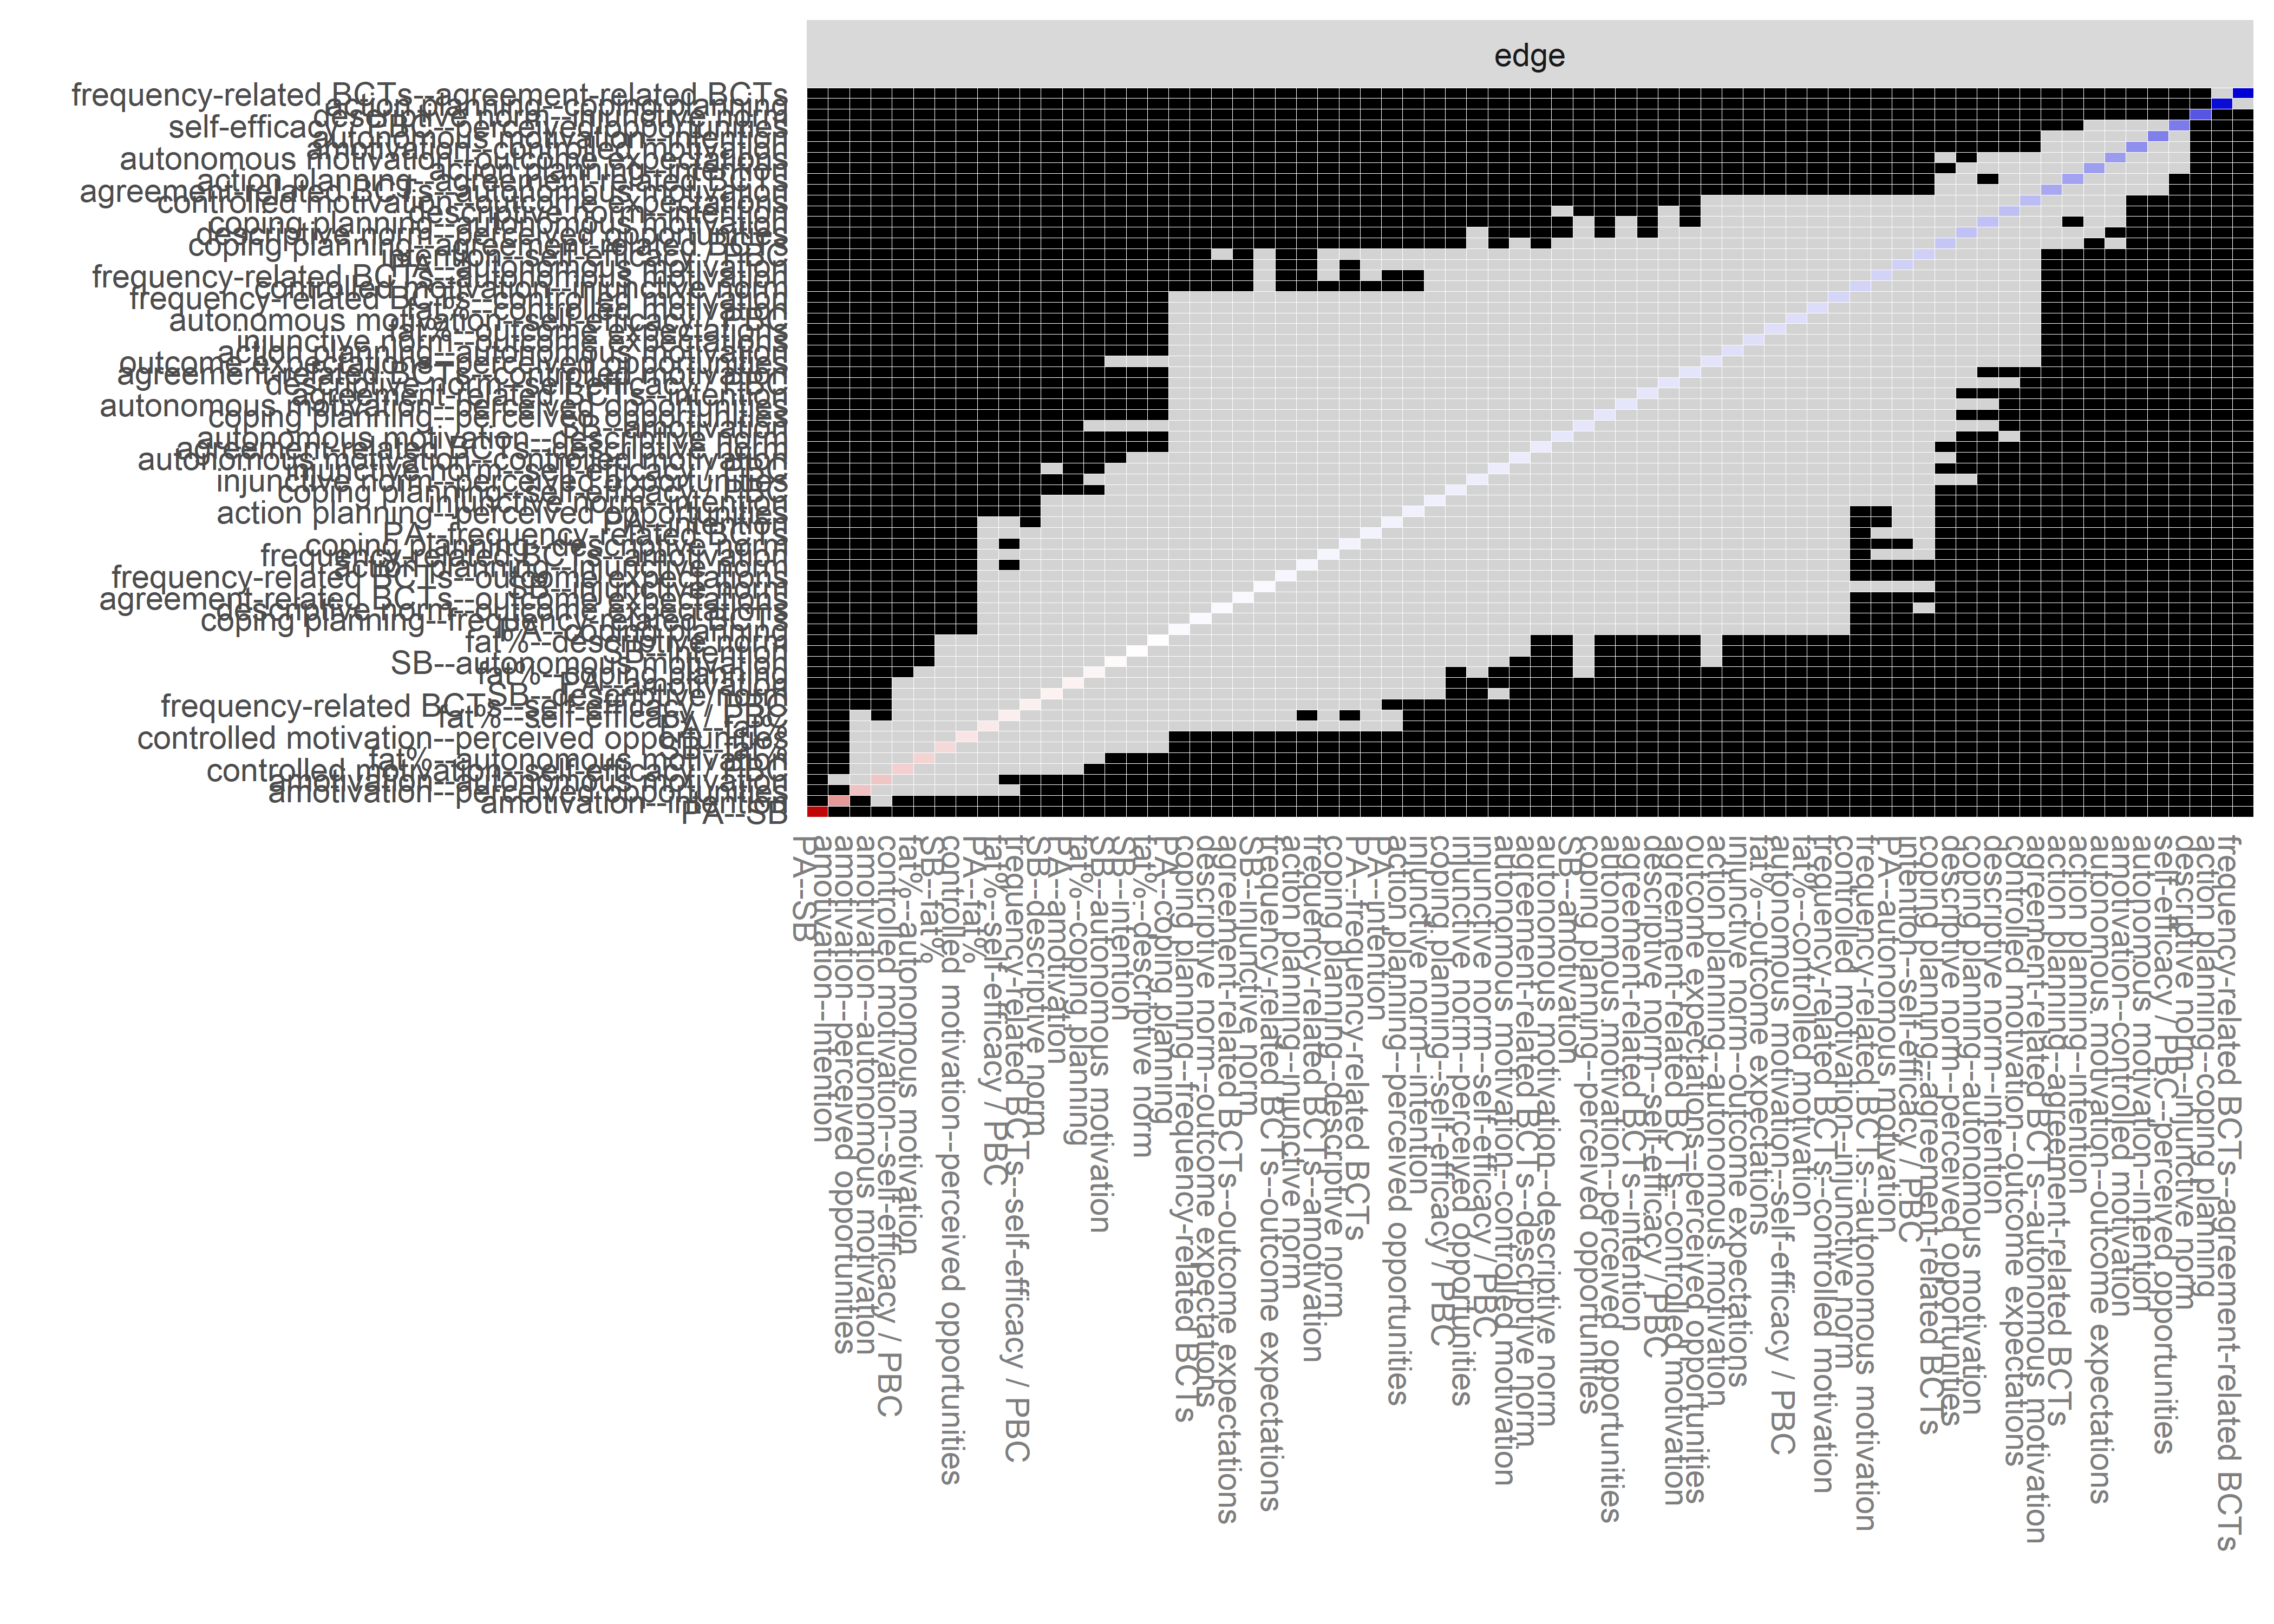 edge
frequency-related BCTs--agreement-related BCTs
action planning--coping planning
descriptive norm--injunctive norm
self-efficacy / PBC--perceived opportunities
autonomous motivation--intention
amotivation--controlled motivation
autonomous motivation--outcome expectations
action planning--intention
action planning--agreement-related BCTs
agreement-related BCTs--autonomous motivation
controlled motivation--outcome expectations
descriptive norm--intention
coping planning--autonomous motivation
descriptive norm--perceived opportunities
coping planning--agreement-related BCTs
intention--self-efficacy / PBC
PA--autonomous motivation
frequency-related BCTs--autonomous motivation
controlled motivation--injunctive norm
frequency-related BCTs--controlled motivation
fat%--controlled motivation
autonomous motivation--self-efficacy / PBC
fat%--outcome expectations
injunctive norm--outcome expectations
action planning--autonomous motivation
outcome expectations--perceived opportunities
agreement-related BCTs--controlled motivation
descriptive norm--self-efficacy / PBC
agreement-related BCTs--intention
autonomous motivation--perceived opportunities
coping planning--perceived opportunities
SB--amotivation
autonomous motivation--descriptive norm
agreement-related BCTs--descriptive norm
autonomous motivation--controlled motivation
injunctive norm--self-efficacy / PBC
injunctive norm--perceived opportunities
coping planning--self-efficacy / PBC
injunctive norm--intention
action planning--perceived opportunities
PA--intention
PA--frequency-related BCTs
coping planning--descriptive norm
frequency-related BCTs--amotivation
action planning--injunctive norm
frequency-related BCTs--outcome expectations
SB--injunctive norm
agreement-related BCTs--outcome expectations
descriptive norm--outcome expectations
coping planning--frequency-related BCTs
PA--coping planning
fat%--descriptive norm
SB--intention
SB--autonomous motivation
fat%--coping planning
PA--amotivation
SB--descriptive norm
frequency-related BCTs--self-efficacy / PBC
fat%--self-efficacy / PBC
PA--fat%
controlled motivation--perceived opportunities
SB--fat%
fat%--autonomous motivation
controlled motivation--self-efficacy / PBC
amotivation--autonomous motivation
amotivation--perceived opportunities
amotivation--intention
PA--SB
PA--SB
amotivation--intention
amotivation--perceived opportunities
amotivation--autonomous motivation
controlled motivation--self-efficacy / PBC
fat%--autonomous motivation
SB--fat%
controlled motivation--perceived opportunities
PA--fat%
fat%--self-efficacy / PBC
frequency-related BCTs--self-efficacy / PBC
SB--descriptive norm
PA--amotivation
fat%--coping planning
SB--autonomous motivation
SB--intention
fat%--descriptive norm
PA--coping planning
coping planning--frequency-related BCTs
descriptive norm--outcome expectations
agreement-related BCTs--outcome expectations
SB--injunctive norm
frequency-related BCTs--outcome expectations
action planning--injunctive norm
frequency-related BCTs--amotivation
coping planning--descriptive norm
PA--frequency-related BCTs
PA--intention
action planning--perceived opportunities
injunctive norm--intention
coping planning--self-efficacy / PBC
injunctive norm--perceived opportunities
injunctive norm--self-efficacy / PBC
autonomous motivation--controlled motivation
agreement-related BCTs--descriptive norm
autonomous motivation--descriptive norm
SB--amotivation
coping planning--perceived opportunities
autonomous motivation--perceived opportunities
agreement-related BCTs--intention
descriptive norm--self-efficacy / PBC
agreement-related BCTs--controlled motivation
outcome expectations--perceived opportunities
action planning--autonomous motivation
injunctive norm--outcome expectations
fat%--outcome expectations
autonomous motivation--self-efficacy / PBC
fat%--controlled motivation
frequency-related BCTs--controlled motivation
controlled motivation--injunctive norm
frequency-related BCTs--autonomous motivation
PA--autonomous motivation
intention--self-efficacy / PBC
coping planning--agreement-related BCTs
descriptive norm--perceived opportunities
coping planning--autonomous motivation
descriptive norm--intention
controlled motivation--outcome expectations
agreement-related BCTs--autonomous motivation
action planning--agreement-related BCTs
action planning--intention
autonomous motivation--outcome expectations
amotivation--controlled motivation
autonomous motivation--intention
self-efficacy / PBC--perceived opportunities
descriptive norm--injunctive norm
action planning--coping planning
frequency-related BCTs--agreement-related BCTs